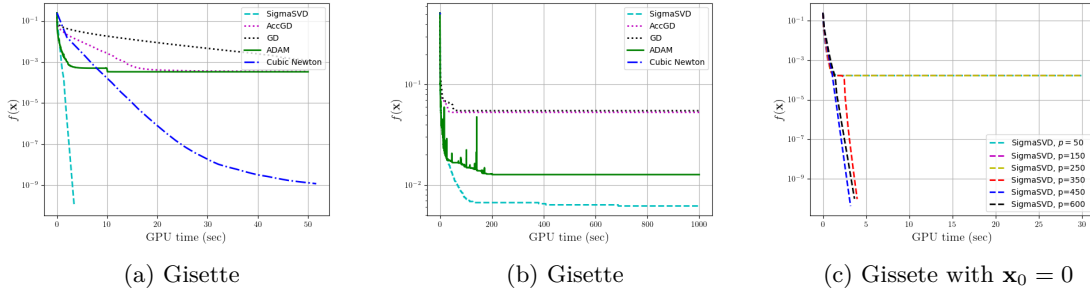 10⁻¹
10⁻³
10⁻⁵
10⁻⁷
10⁻⁹
f(x)
0 10 20 30 40 50
GPU time (sec)
SigmaSVD
AccGD
GD
ADAM
Cubic Newton
(a) Gisette
10⁻¹
10⁻²
f(x)
0 200 400 600 800 1000
GPU time (sec)
SigmaSVD
AccGD
GD
ADAM
Cubic Newton
(b) Gisette
10⁻¹
10⁻³
10⁻⁵
10⁻⁷
10⁻⁹
f(x)
0 5 10 15 20 25 30
GPU time (sec)
SigmaSVD, p = 50
SigmaSVD, p=150
SigmaSVD, p=250
SigmaSVD, p=350
SigmaSVD, p=450
SigmaSVD, p=600
(c) Gissete with x₀ = 0